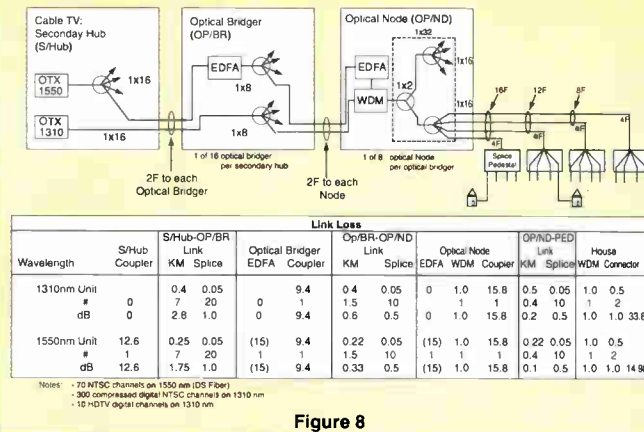 Cable TV:
Seconday Hub
(S/Hub)
OTX
1550
1x16
OTX
1310
1x16
Optical Bridger
(OP/BR)
EDFA
1x8
1x8
1 of 16 optical bridger
per secondary hub
2F to each
Optical Bridger
Optical Node (OP/ND)
1x32
EDFA
WDM
1x2
1x16
1x16
1 of 8 optical Node
per optical bridger
2F to each
Node
16F
12F
8F
4F
4F
4F
Splice
Pedestal
Link Loss
S/Hub-OP/BR Op/BR-OP/ND OP/ND-PED
S/Hub Link Optical Bridger Link Optical Node Link House
Wavelength Coupler KM Splice EDFA Coupler KM Splice EDFA WDM Coupler KM Splice WDM Connector
1310nm Unit 0.4 0.05 9.4 0.4 0.05 0 1.0 15.8 0.5 0.05 1.0 0.5
# 0 7 20 0 1 1.5 10 1 1 0.4 10 1 2
dB 0 2.8 1.0 9.4 0.6 0.5 0 1.0 15.8 0.2 0.5 1.0 1.0 33.8
1550nm Unit 12.6 0.25 0.05 (15) 9.4 0.22 0.05 (15) 1.0 15.8 0.22 0.05 1.0 0.5
# 1 7 20 1 1 1.5 10 1 1 1 0.4 10 1 2
dB 12.6 1.75 1.0 (15) 9.4 0.33 0.5 (15) 1.0 15.8 0.1 0.5 1.0 1.0 14.98
Notes: - 70 NTSC channels on 1550 nm (DS Fiber)
- 300 compressed digital NTSC channels on 1310 nm
- 10 HDTV digital channels on 1310 nm
Figure 8